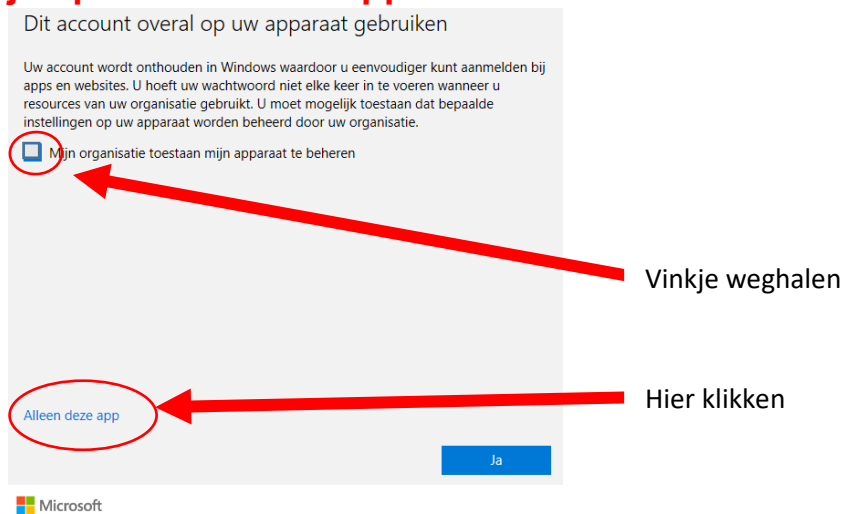 Dit account overal op uw apparaat gebruiken
Uw account wordt onthouden in Windows waardoor u eenvoudiger kunt aanmelden bij
apps en websites. U hoeft uw wachtwoord niet elke keer in te voeren wanneer u
resources van uw organisatie gebruikt. U moet mogelijk toestaan dat bepaalde
instellingen op uw apparaat worden beheerd door uw organisatie.
Mijn organisatie toestaan mijn apparaat te beheren
Vinkje weghalen
Hier klikken
Alleen deze app
Ja
Microsoft